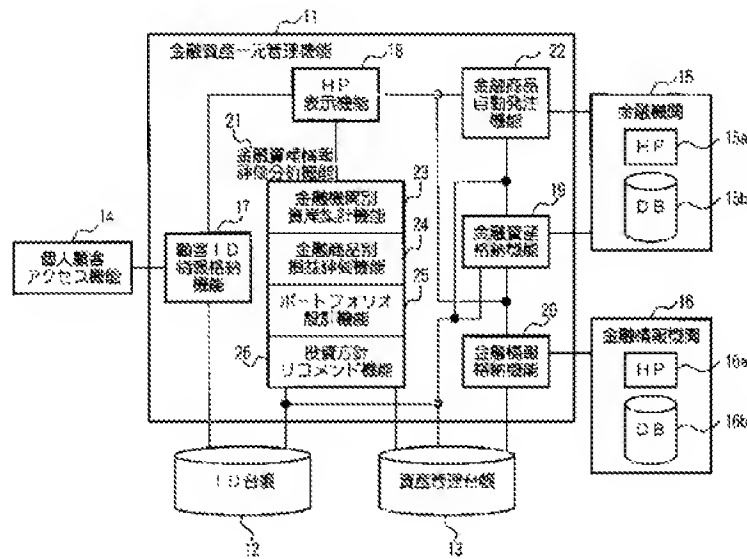 11
金融資産一元管理機能
18
HP
表示機能
22
金融商品
自動発注
機能
15
金融機関
HP
15a
DB
15b
21
金融資産情報
評価分析機能
23
金融機関別
資産集計機能
24
金融商品別
損益評価機能
25
ポートフォリオ
設計機能
26
投資方針
リコメンド機能
14
個人顧客
アクセス機能
17
顧客ID
情報格納
機能
19
金融資産
格納機能
20
金融情報
格納機能
16
金融情報機関
HP
16a
DB
16b
ID台帳
12
資産管理台帳
13